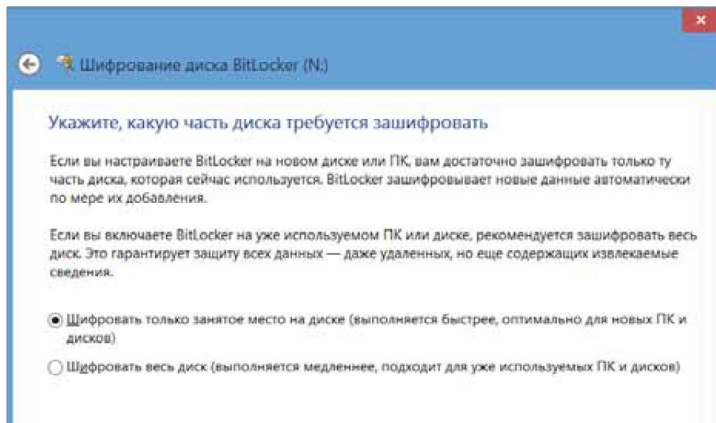 Шифрование диска BitLocker (N:)
Укажите, какую часть диска требуется зашифровать
Если вы настраиваете BitLocker на новом диске или ПК, вам достаточно зашифровать только ту
часть диска, которая сейчас используется. BitLocker зашифровывает новые данные автоматически
по мере их добавления.
Если вы включаете BitLocker на уже используемом ПК или диске, рекомендуется зашифровать весь
диск. Это гарантирует защиту всех данных — даже удаленных, но еще содержащих извлекаемые
сведения.
Шифровать только занятое место на диске (выполняется быстрее, оптимально для новых ПК и
дисков)
Шифровать весь диск (выполняется медленнее, подходит для уже используемых ПК и дисков)